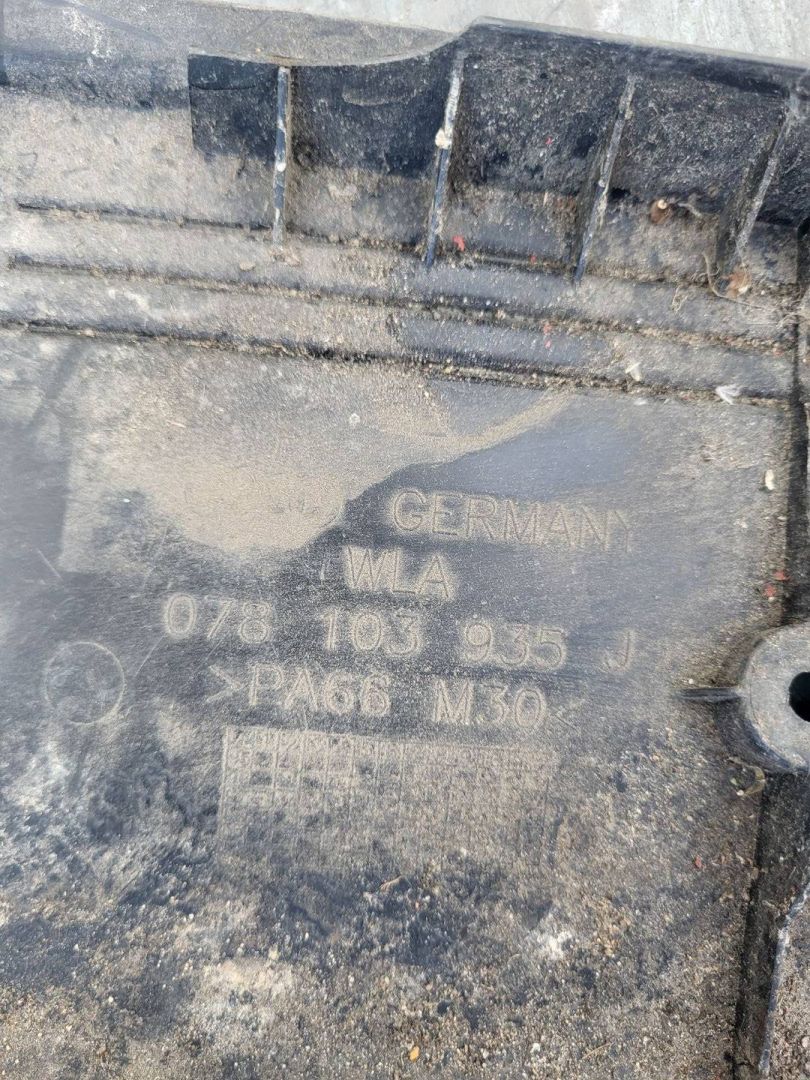 GERMANY
WLA
078 103 935 J
>PA66 M30<